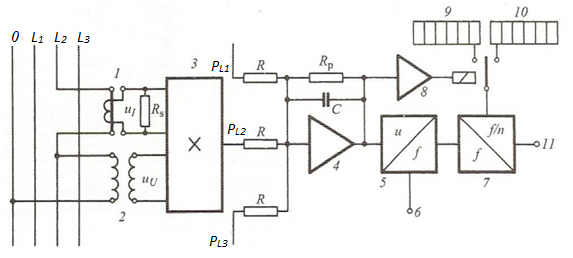 9 10
0 L1 L2 L3
1 3
PL1 R Rp
8
uI Rs
C
f/n
PL2 R u
X 11
4 f f
uU 5 7
6
2
R
PL3